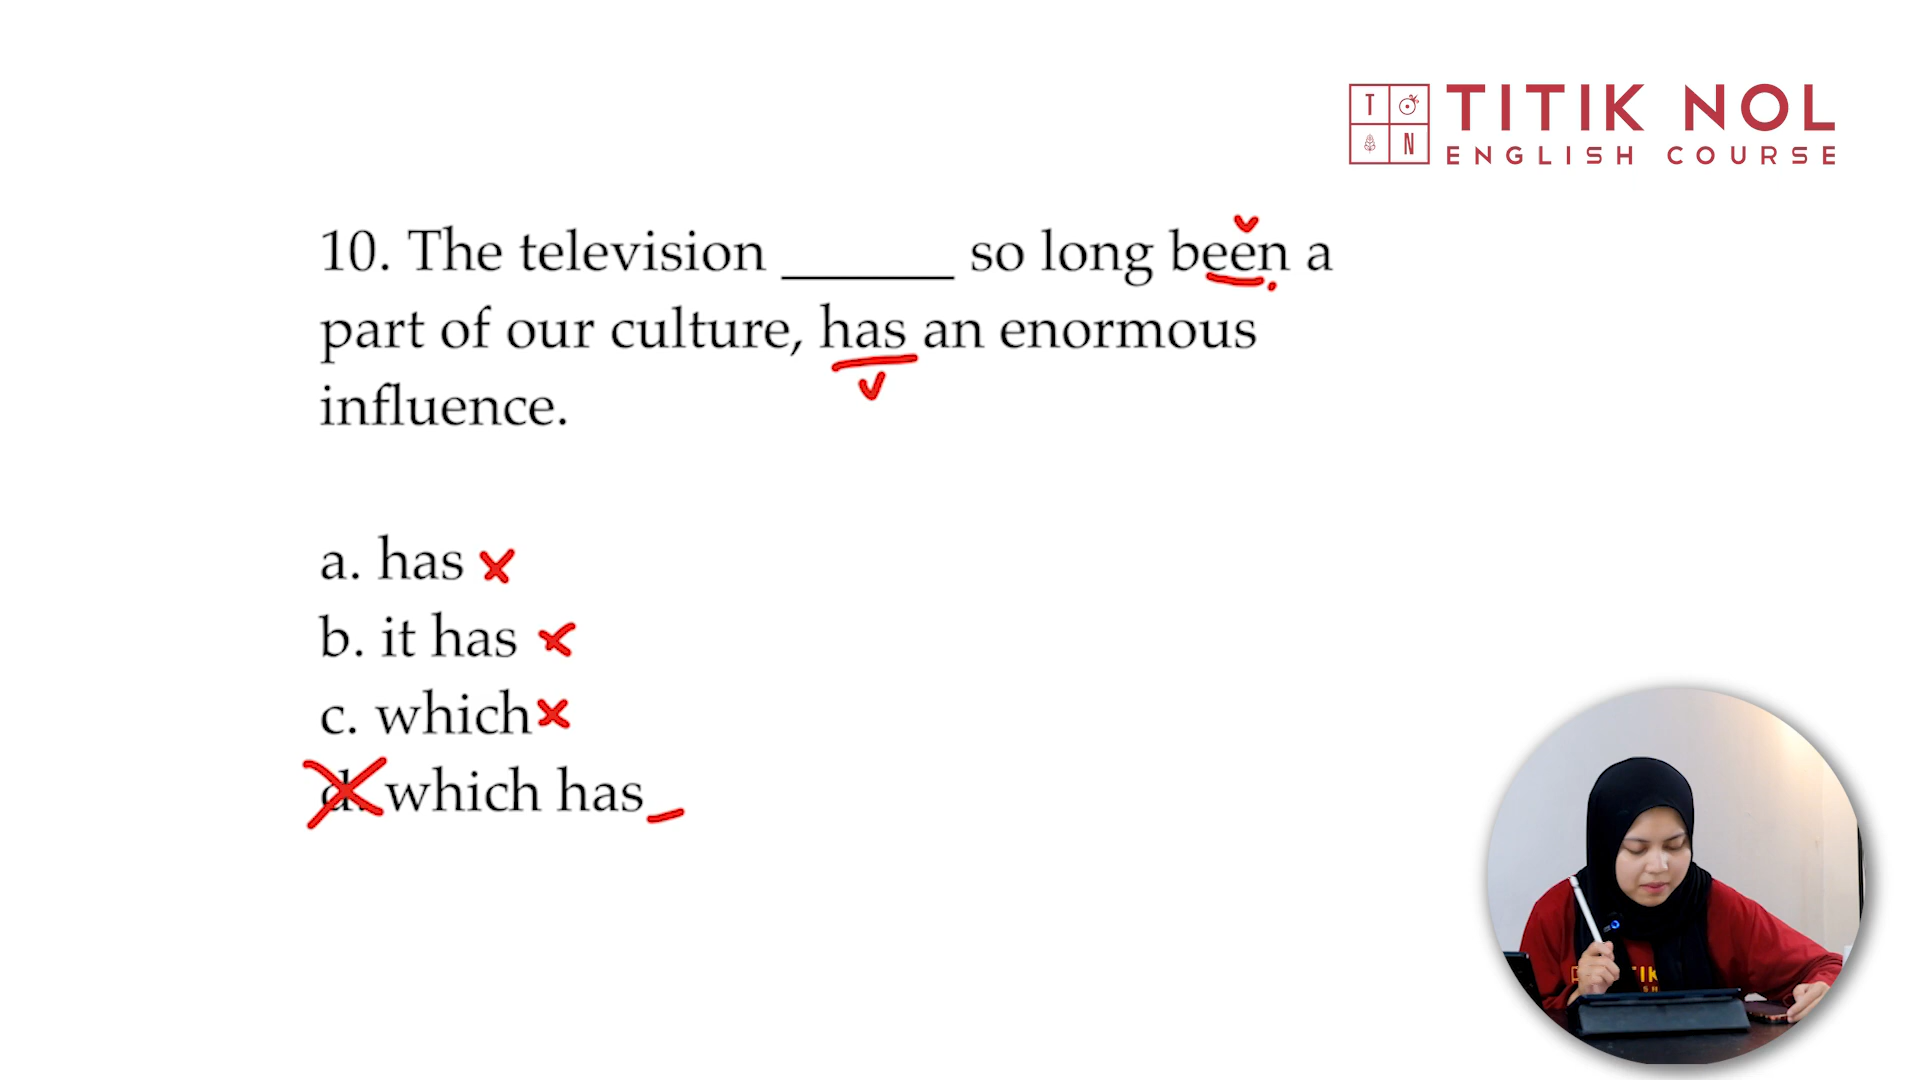 T
N
TITIK NOL
ENGLISH COURSE
10. The television ______ so long been a
part of our culture, has an enormous
influence.
a. has
b. it has
c. which
d. which has
TIK